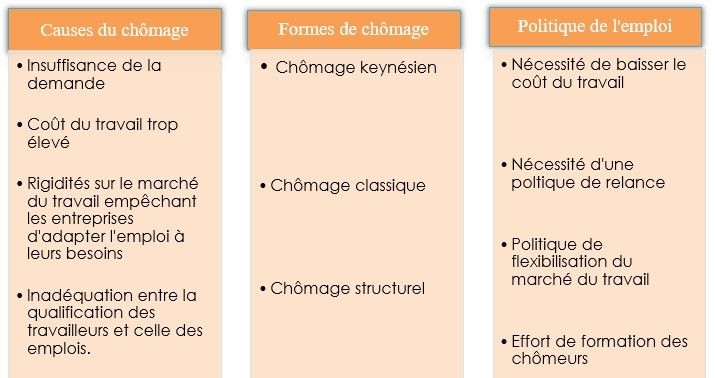 Causes du chômage
• Insuffisance de la
demande
• Coût du travail trop
élevé
• Rigidités sur le marché
du travail empêchant
les entreprises
d'adapter l'emploi à
leurs besoins
• Inadéquation entre la
qualification des
travailleurs et celle des
emplois.
Formes de chômage
• Chômage keynésien
• Chômage classique
• Chômage structurel
Politique de l'emploi
• Nécessité de baisser le
coût du travail
• Nécessité d'une
poltique de relance
• Politique de
flexibilisation du
marché du travail
• Effort de formation des
chômeurs